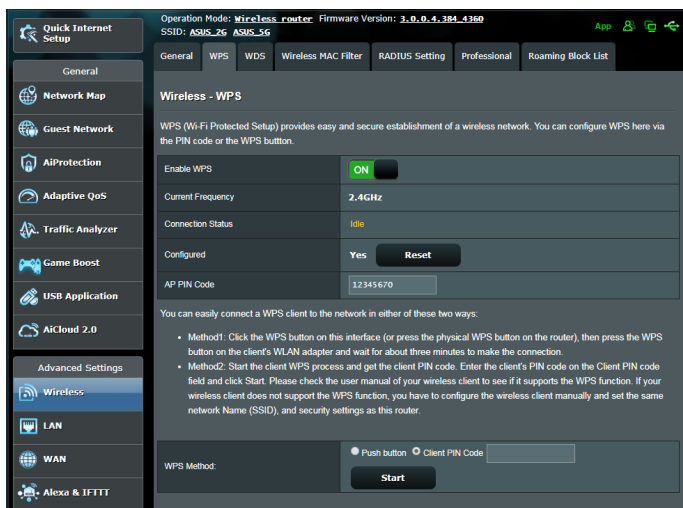 Quick Internet
Setup
General
Network Map
Guest Network
AiProtection
Adaptive QoS
Traffic Analyzer
Game Boost
USB Application
AiCloud 2.0
Advanced Settings
Wireless
LAN
WAN
Alexa & IFTTT
Operation Mode: Wireless router Firmware Version: 3.0.0.4.384_4360
SSID: ASUS_2G ASUS_5G
App
General WPS WDS Wireless MAC Filter RADIUS Setting Professional Roaming Block List
Wireless - WPS
WPS (Wi-Fi Protected Setup) provides easy and secure establishment of a wireless network. You can configure WPS here via
the PIN code or the WPS buttton.
Enable WPS ON
Current Frequency 2.4GHz
Connection Status Idle
Configured Yes Reset
AP PIN Code 12345670
You can easily connect a WPS client to the network in either of these two ways:
• Method1: Click the WPS button on this interface (or press the physical WPS button on the router), then press the WPS
button on the client's WLAN adapter and wait for about three minutes to make the connection.
• Method2: Start the client WPS process and get the client PIN code. Enter the client's PIN code on the Client PIN code
field and click Start. Please check the user manual of your wireless client to see if it supports the WPS function. If your
wireless client does not support the WPS function, you have to configure the wireless client manually and set the same
network Name (SSID), and security settings as this router.
WPS Method: Push button Client PIN Code
Start